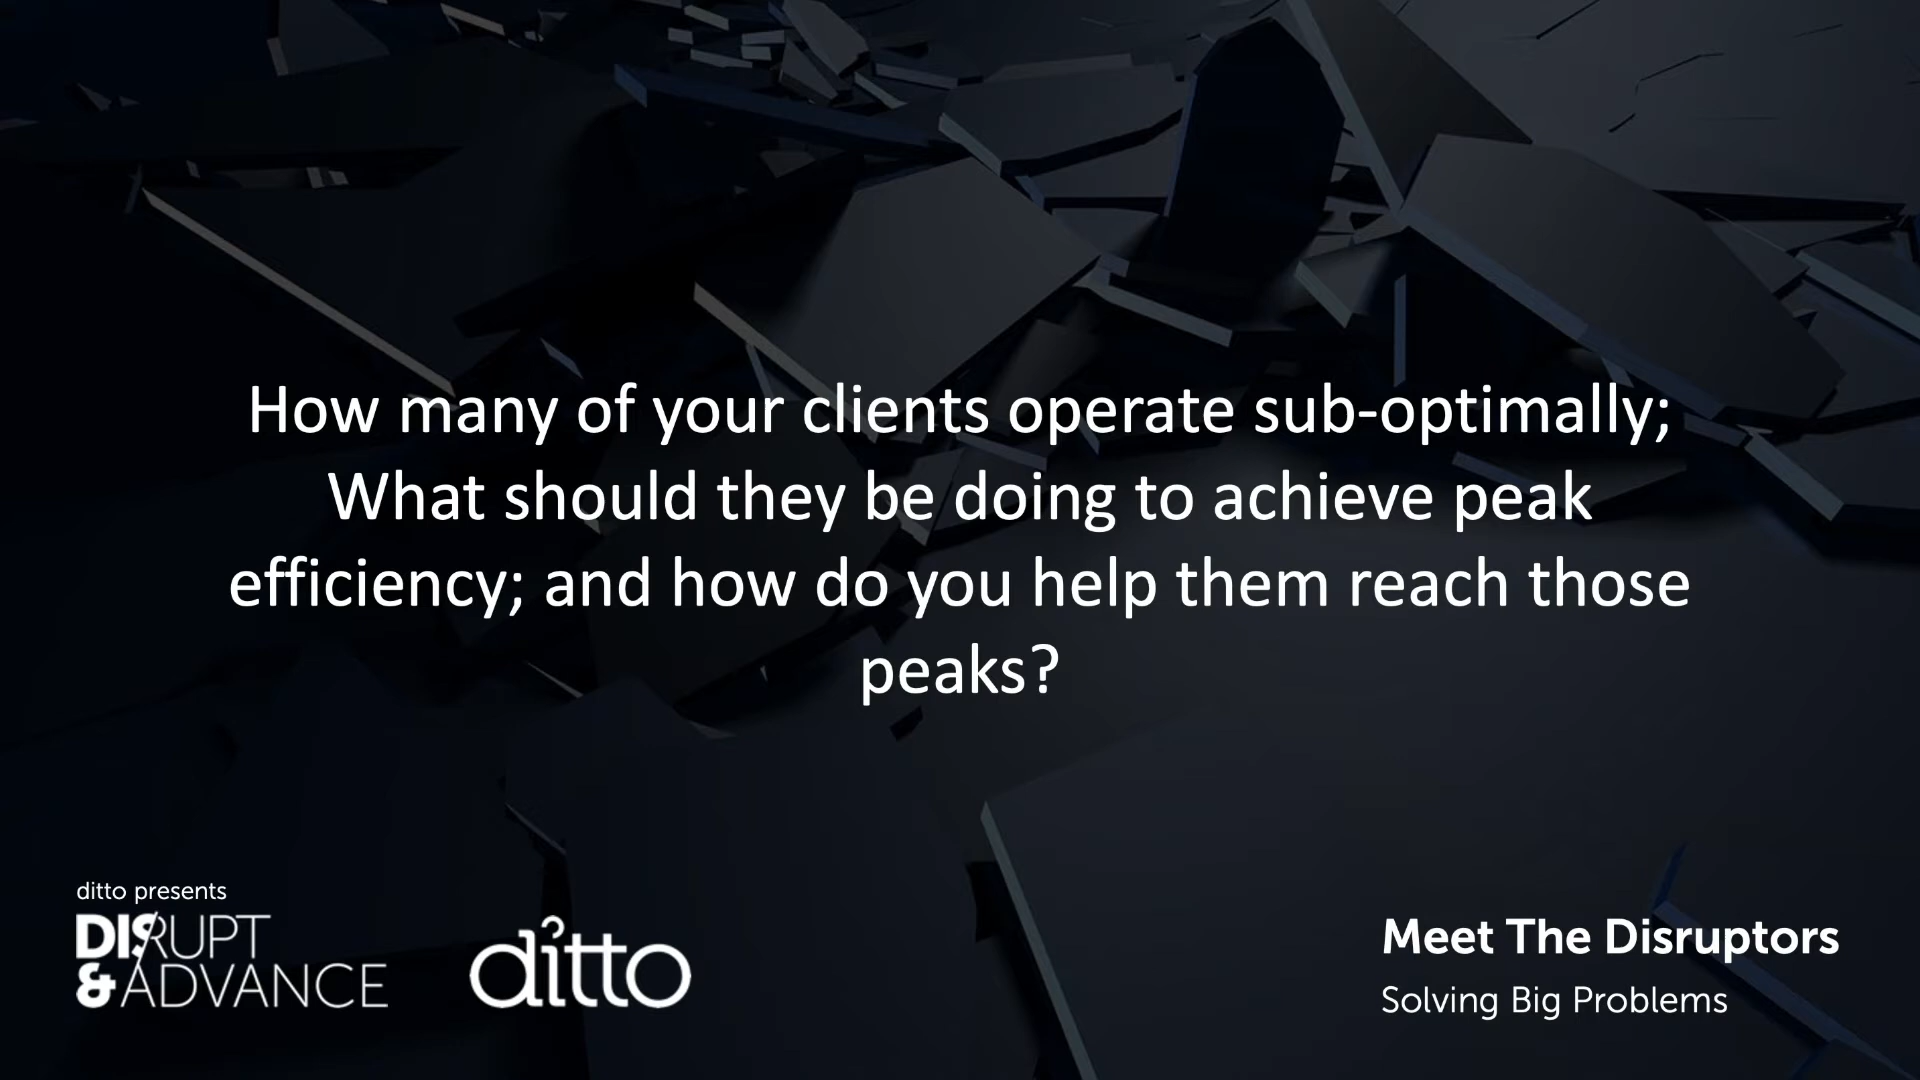 How many of your clients operate sub-optimally;
What should they be doing to achieve peak
efficiency; and how do you help them reach those
peaks?
ditto presents
DISRUPT
&ADVANCE
ditto
Meet The Disruptors
Solving Big Problems